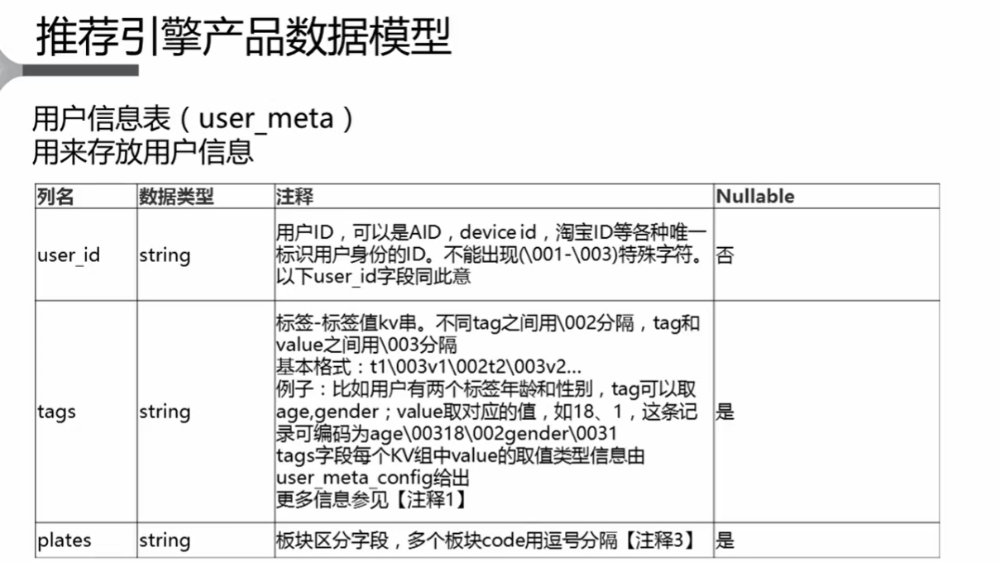 推荐引擎产品数据模型
用户信息表（user_meta）
用来存放用户信息
列名 数据类型 注释 Nullable
user_id string 用户ID，可以是AID，device id，淘宝ID等各种唯一
标识用户身份的ID。不能出现(\001-\003)特殊字符。 否
以下user_id字段同此意
tags string 标签-标签值kv串。不同tag之间用\002分隔，tag和
value之间用\003分隔
基本格式：t1\003v1\002t2\003v2...
例子：比如用户有两个标签年龄和性别，tag可以取
age,gender；value取对应的值，如18、1，这条记 是
录可编码为age\00318\002gender\0031
tags字段每个KV组中value的取值类型信息由
user_meta_config给出
更多信息参见【注释1】
plates string 板块区分字段，多个板块code用逗号分隔【注释3】 是